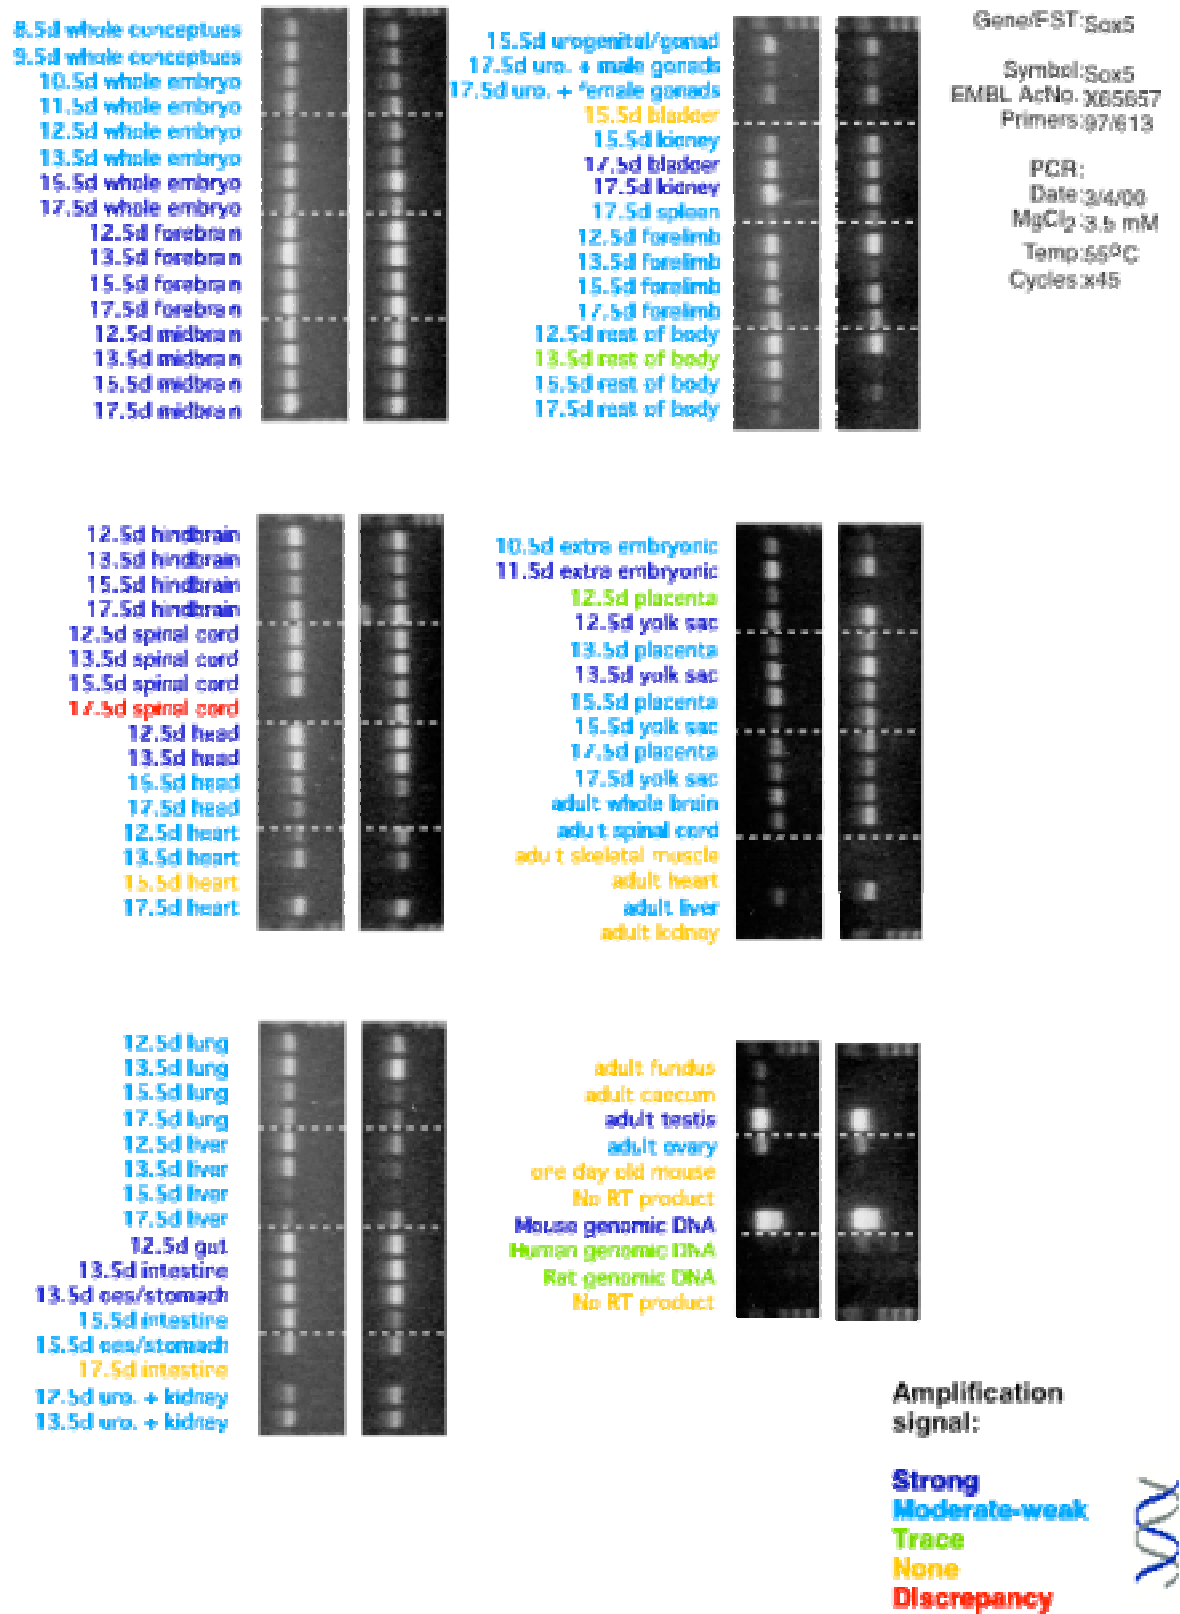 8.5d whole conceptues
9.5d whole conceptues
10.5d whole embryo
11.5d whole embryo
12.5d whole embryo
13.5d whole embryo
15.5d whole embryo
17.5d whole embryo
12.5d forebrain
13.5d forebrain
15.5d forebrain
17.5d forebrain
12.5d midbrain
13.5d midbrain
15.5d midbrain
17.5d midbrain
15.5d urogenital/gonad
17.5d uro. + male gonads
17.5d uro. + female gonads
15.5d bladder
15.5d kidney
17.5d bladder
17.5d kidney
17.5d spleen
12.5d forelimb
13.5d forelimb
15.5d forelimb
17.5d forelimb
12.5d rest of body
13.5d rest of body
15.5d rest of body
17.5d rest of body
Gene/EST: Sox5
Symbol: Sox5
EMBL AcNo. X65657
Primers: 97/613
PCR:
Date: 3/4/00
MgCl2 3.5 mM
Temp: 55ºC
Cycles: x45
12.5d hindbrain
13.5d hindbrain
15.5d hindbrain
17.5d hindbrain
12.5d spinal cord
13.5d spinal cord
15.5d spinal cord
17.5d spinal cord
12.5d head
13.5d head
15.5d head
17.5d head
12.5d heart
13.5d heart
15.5d heart
17.5d heart
10.5d extra embryonic
11.5d extra embryonic
12.5d placenta
12.5d yolk sac
13.5d placenta
13.5d yolk sac
15.5d placenta
15.5d yolk sac
17.5d placenta
17.5d yolk sac
adult whole brain
adult spinal cord
adult skeletal muscle
adult heart
adult liver
adult kidney
12.5d lung
13.5d lung
15.5d lung
17.5d lung
12.5d liver
13.5d liver
15.5d liver
17.5d liver
12.5d gut
13.5d intestine
13.5d oes/stomach
15.5d intestine
15.5d oes/stomach
17.5d intestine
17.5d uro. + kidney
13.5d uro. + kidney
adult fundus
adult caecum
adult testis
adult ovary
one day old mouse
No RT product
Mouse genomic DNA
Human genomic DNA
Rat genomic DNA
No RT product
Amplification
signal:
Strong
Moderate-weak
Trace
None
Discrepancy